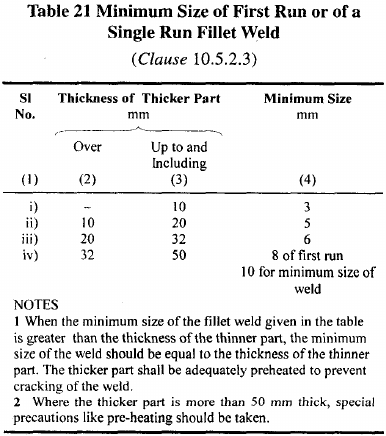 Table 21 Minimum Size of First Run or of a
Single Run Fillet Weld
(Clause 10.5.2.3)
Sl No. Thickness of Thicker Part mm Minimum Size mm
Over Up to and Including
(1) (2) (3) (4)
i) – 10 3
ii) 10 20 5
iii) 20 32 6
iv) 32 50 8 of first run
10 for minimum size of
weld
NOTES
1 When the minimum size of the fillet weld given in the table
is greater than the thickness of the thinner part, the minimum
size of the weld should be equal to the thickness of the thinner
part. The thicker part shall be adequately preheated to prevent
cracking of the weld.
2 Where the thicker part is more than 50 mm thick, special
precautions like pre-heating should be taken.